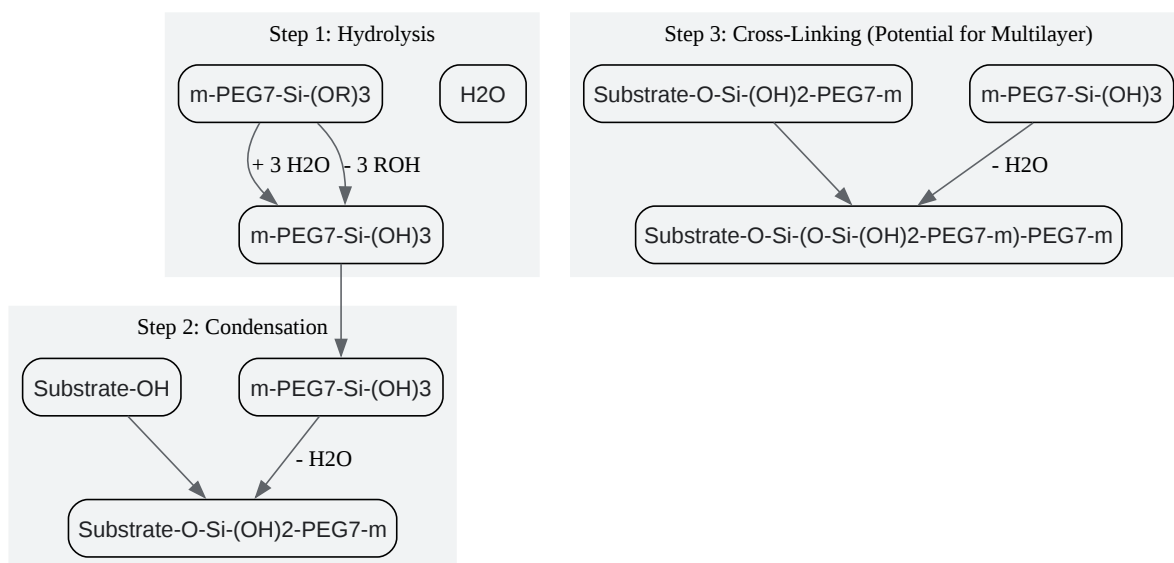 Step 1: Hydrolysis
m-PEG7-Si-(OR)3
H2O
+ 3 H2O
- 3 ROH
m-PEG7-Si-(OH)3
Step 2: Condensation
Substrate-OH
m-PEG7-Si-(OH)3
- H2O
Substrate-O-Si-(OH)2-PEG7-m
Step 3: Cross-Linking (Potential for Multilayer)
Substrate-O-Si-(OH)2-PEG7-m
m-PEG7-Si-(OH)3
- H2O
Substrate-O-Si-(O-Si-(OH)2-PEG7-m)-PEG7-m